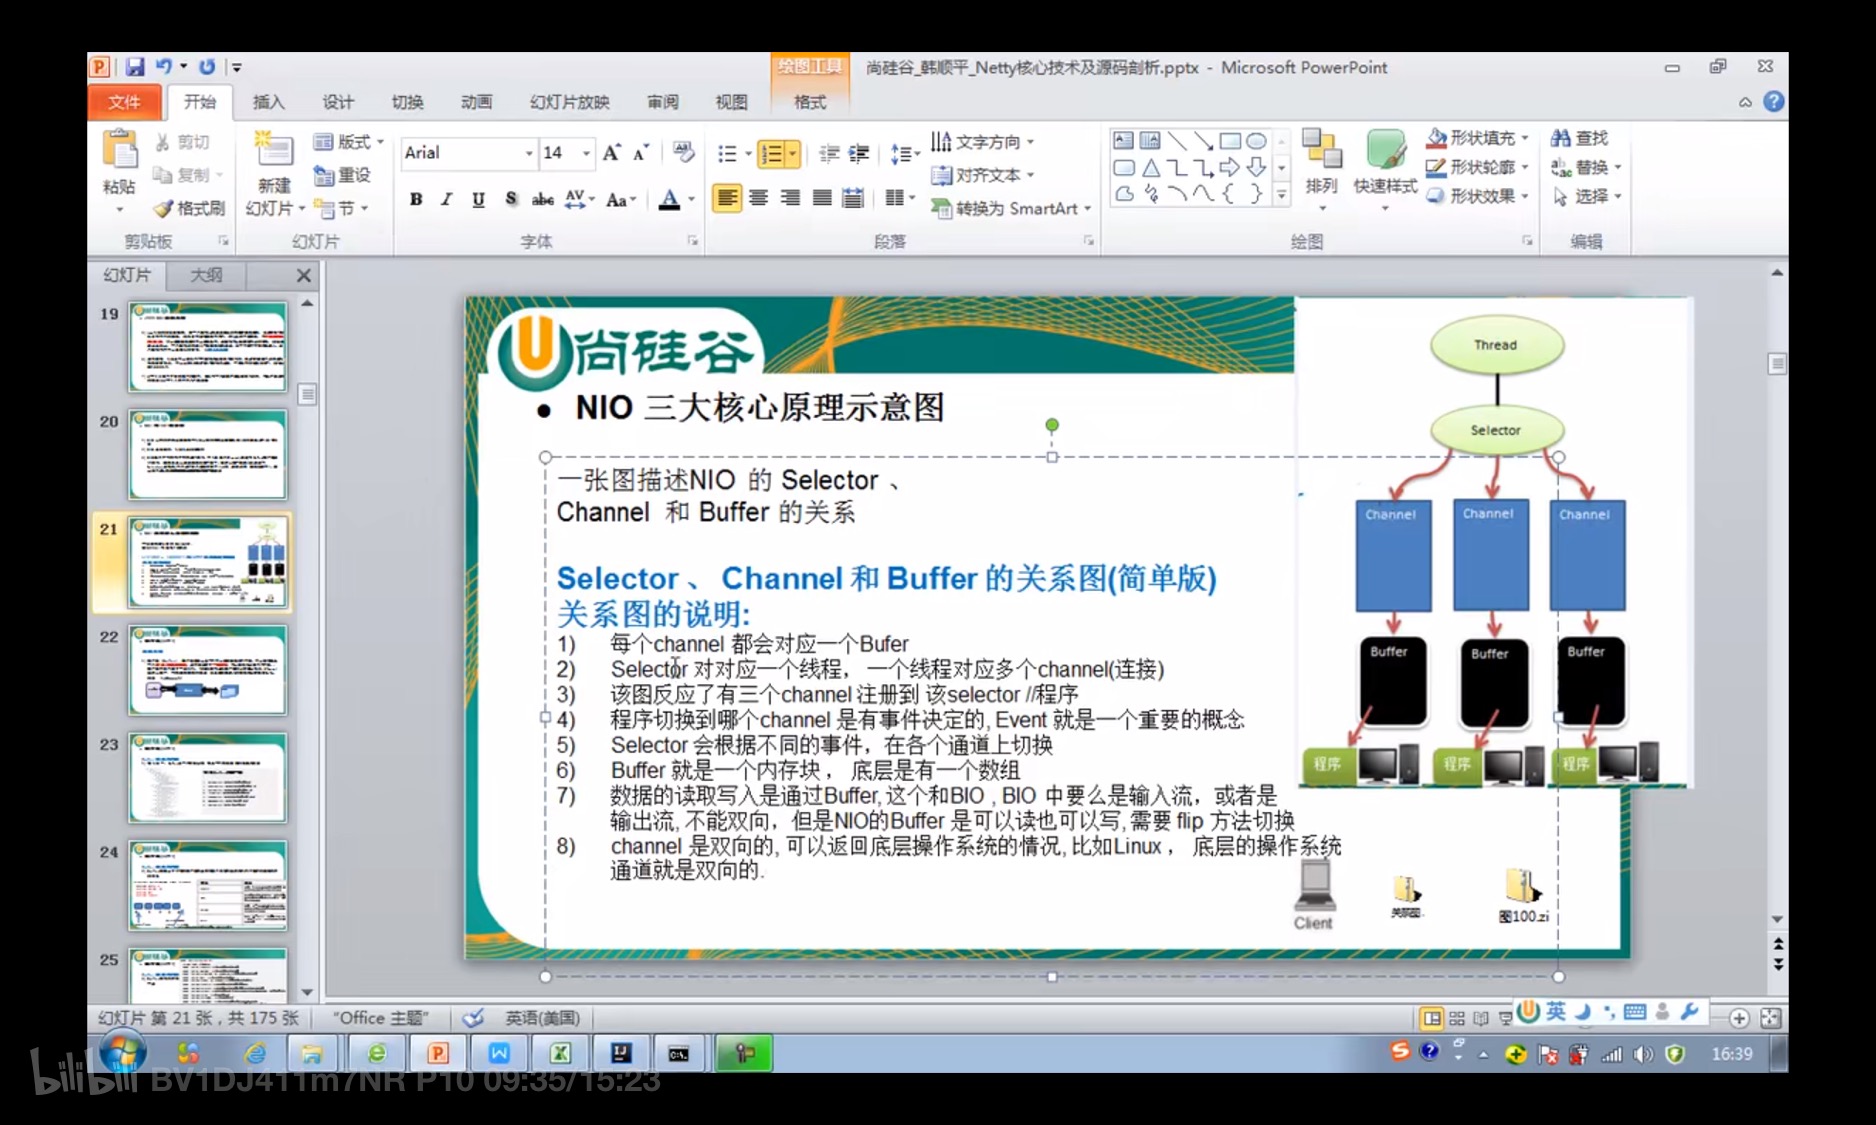 绘图工具
尚硅谷_韩顺平_Netty核心技术及源码剖析.pptx - Microsoft PowerPoint
文件 开始 插入 设计 切换 动画 幻灯片放映 审阅 视图 格式
粘贴 剪切 复制 格式刷
剪贴板
新建 幻灯片 版式 重设 节
幻灯片
Arial 14
字体
文字方向
对齐文本
转换为 SmartArt
段落
排列 快速样式 形状填充 形状轮廓 形状效果
绘图
查找
替换
选择
编辑
幻灯片 大纲
19
20
21
22
23
24
25
尚硅谷
● NIO 三大核心原理示意图
一张图描述NIO 的 Selector 、
Channel 和 Buffer 的关系
Selector 、 Channel 和 Buffer 的关系图(简单版)
关系图的说明:
1) 每个channel 都会对应一个Bufer
2) Selector 对对应一个线程， 一个线程对应多个channel(连接)
3) 该图反应了有三个channel 注册到 该selector //程序
4) 程序切换到哪个channel 是有事件决定的, Event 就是一个重要的概念
5) Selector 会根据不同的事件，在各个通道上切换
6) Buffer 就是一个内存块 ， 底层是有一个数组
7) 数据的读取写入是通过Buffer, 这个和BIO , BIO 中要么是输入流，或者是
输出流, 不能双向，但是NIO的Buffer 是可以读也可以写, 需要 flip 方法切换
8) channel 是双向的, 可以返回底层操作系统的情况, 比如Linux ， 底层的操作系统
通道就是双向的.
Thread
Selector
Channel Channel Channel
Buffer Buffer Buffer
程序 程序 程序
Client
图100.zi
幻灯片 第 21 张，共 175 张 "Office 主题" 英语(美国)
英
16:39
bilibili BV1DJ411m7NR P10 09:35/15:23